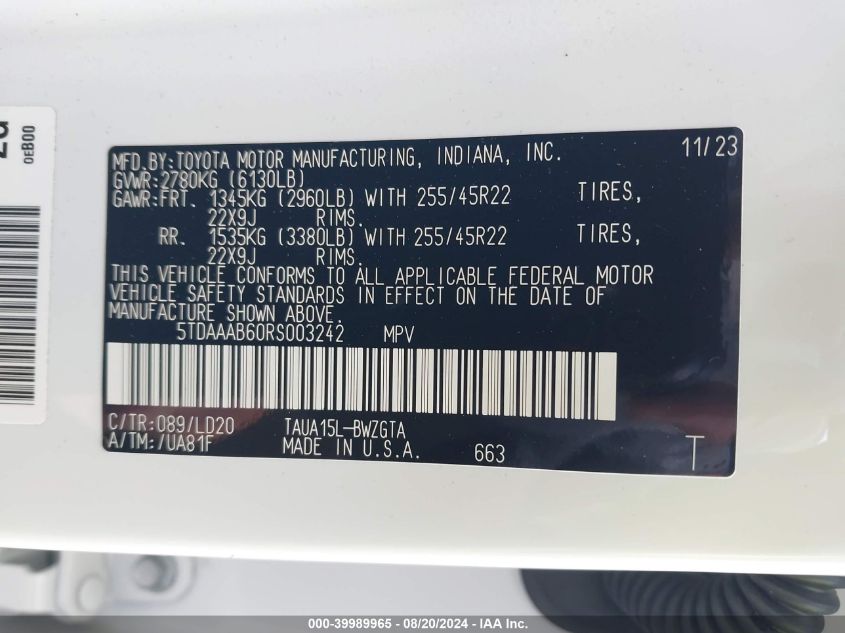 2u
0EB00
MFD.BY:TOYOTA MOTOR MANUFACTURING, INDIANA, INC. 11/23
GVWR:2780KG (6130LB)
GAWR:FRT. 1345KG (2960LB) WITH 255/45R22 TIRES,
22X9J RIMS.
RR. 1535KG (3380LB) WITH 255/45R22 TIRES,
22X9J RIMS.
THIS VEHICLE CONFORMS TO ALL APPLICABLE FEDERAL MOTOR
VEHICLE SAFETY STANDARDS IN EFFECT ON THE DATE OF
MANUFACTURE SHOWN ABOVE.
5TDAAAB60RS003242 MPV
C/TR:089/LD20 TAUA15L-BWZGTA
A/TM:/UA81F MADE IN U.S.A. 663 T
000-39989965 | 08/20/2024 - IAA Inc.